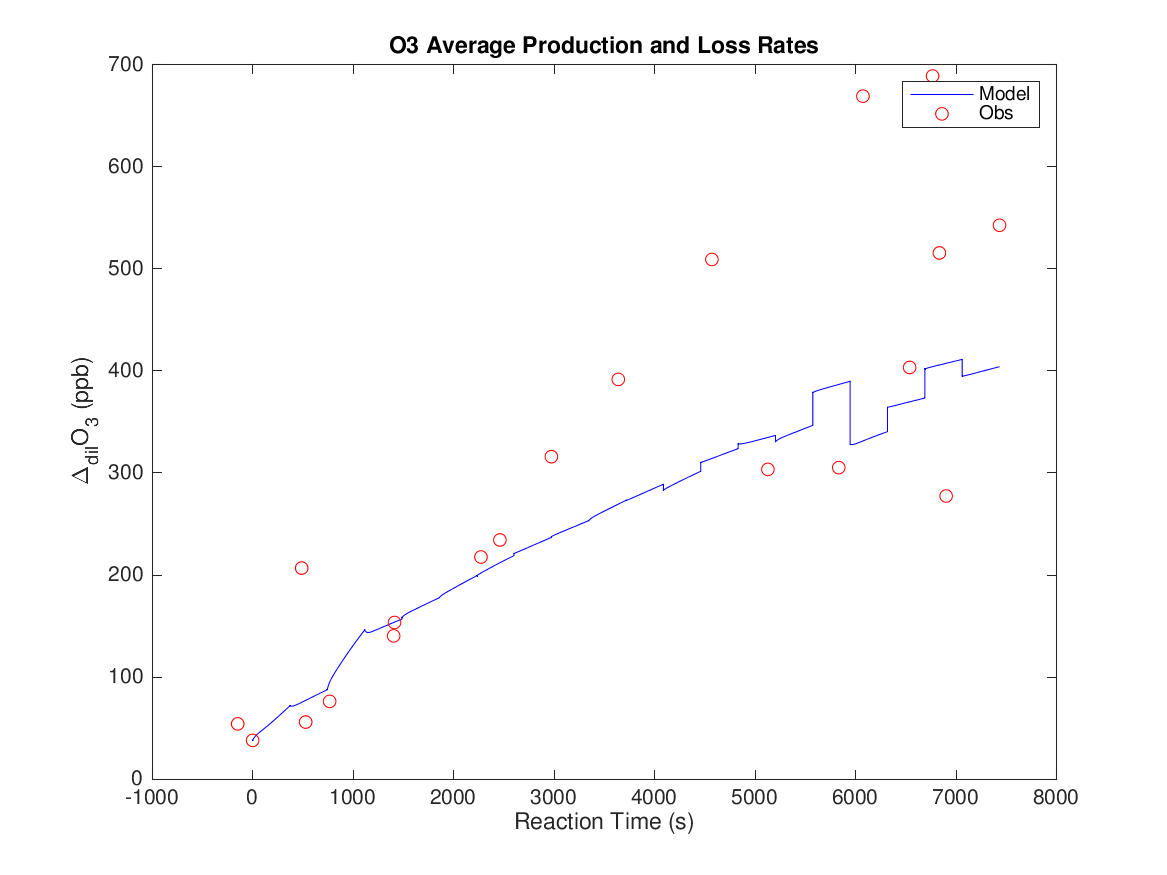 O3 Average Production and Loss Rates
700
600
500
400
300
200
100
0
-1000 0 1000 2000 3000 4000 5000 6000 7000 8000
Reaction Time (s)
Δ_dil O_3 (ppb)
Model
Obs